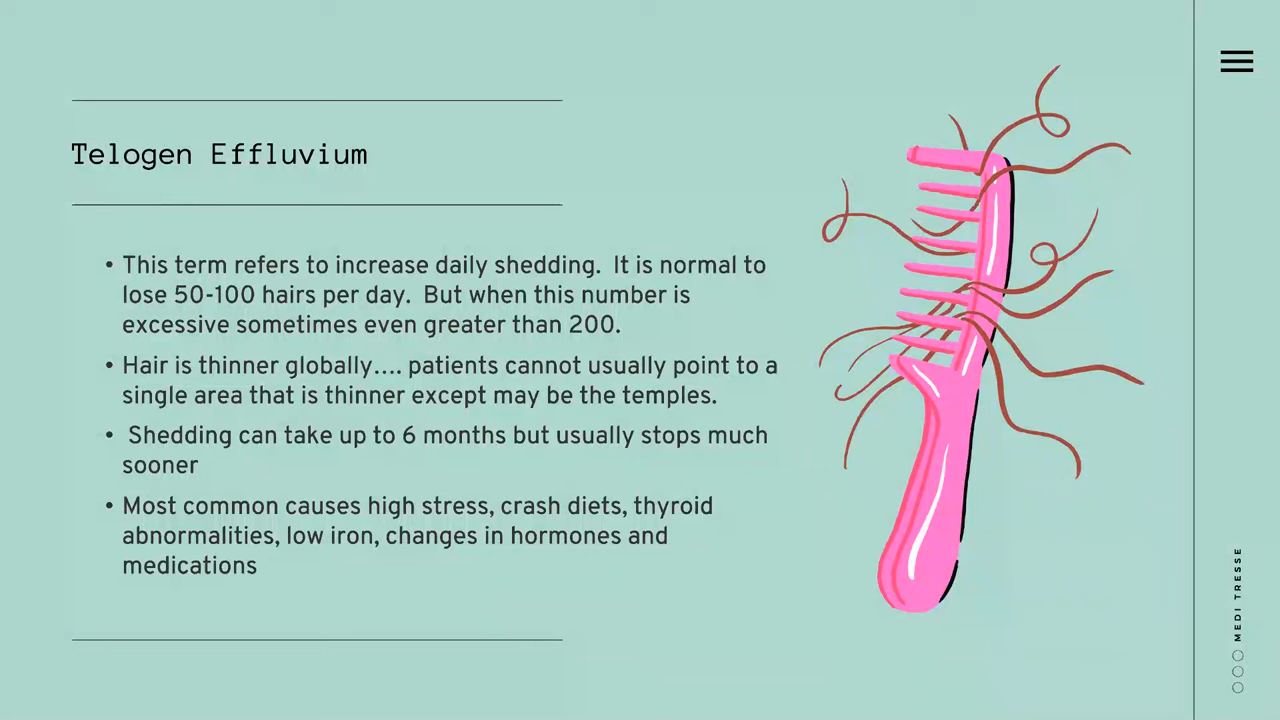 Telogen Effluvium
• This term refers to increase daily shedding.  It is normal to
lose 50-100 hairs per day.  But when this number is
excessive sometimes even greater than 200.
• Hair is thinner globally…. patients cannot usually point to a
single area that is thinner except may be the temples.
•  Shedding can take up to 6 months but usually stops much
sooner
• Most common causes high stress, crash diets, thyroid
abnormalities, low iron, changes in hormones and
medications
MEDI TRESSE